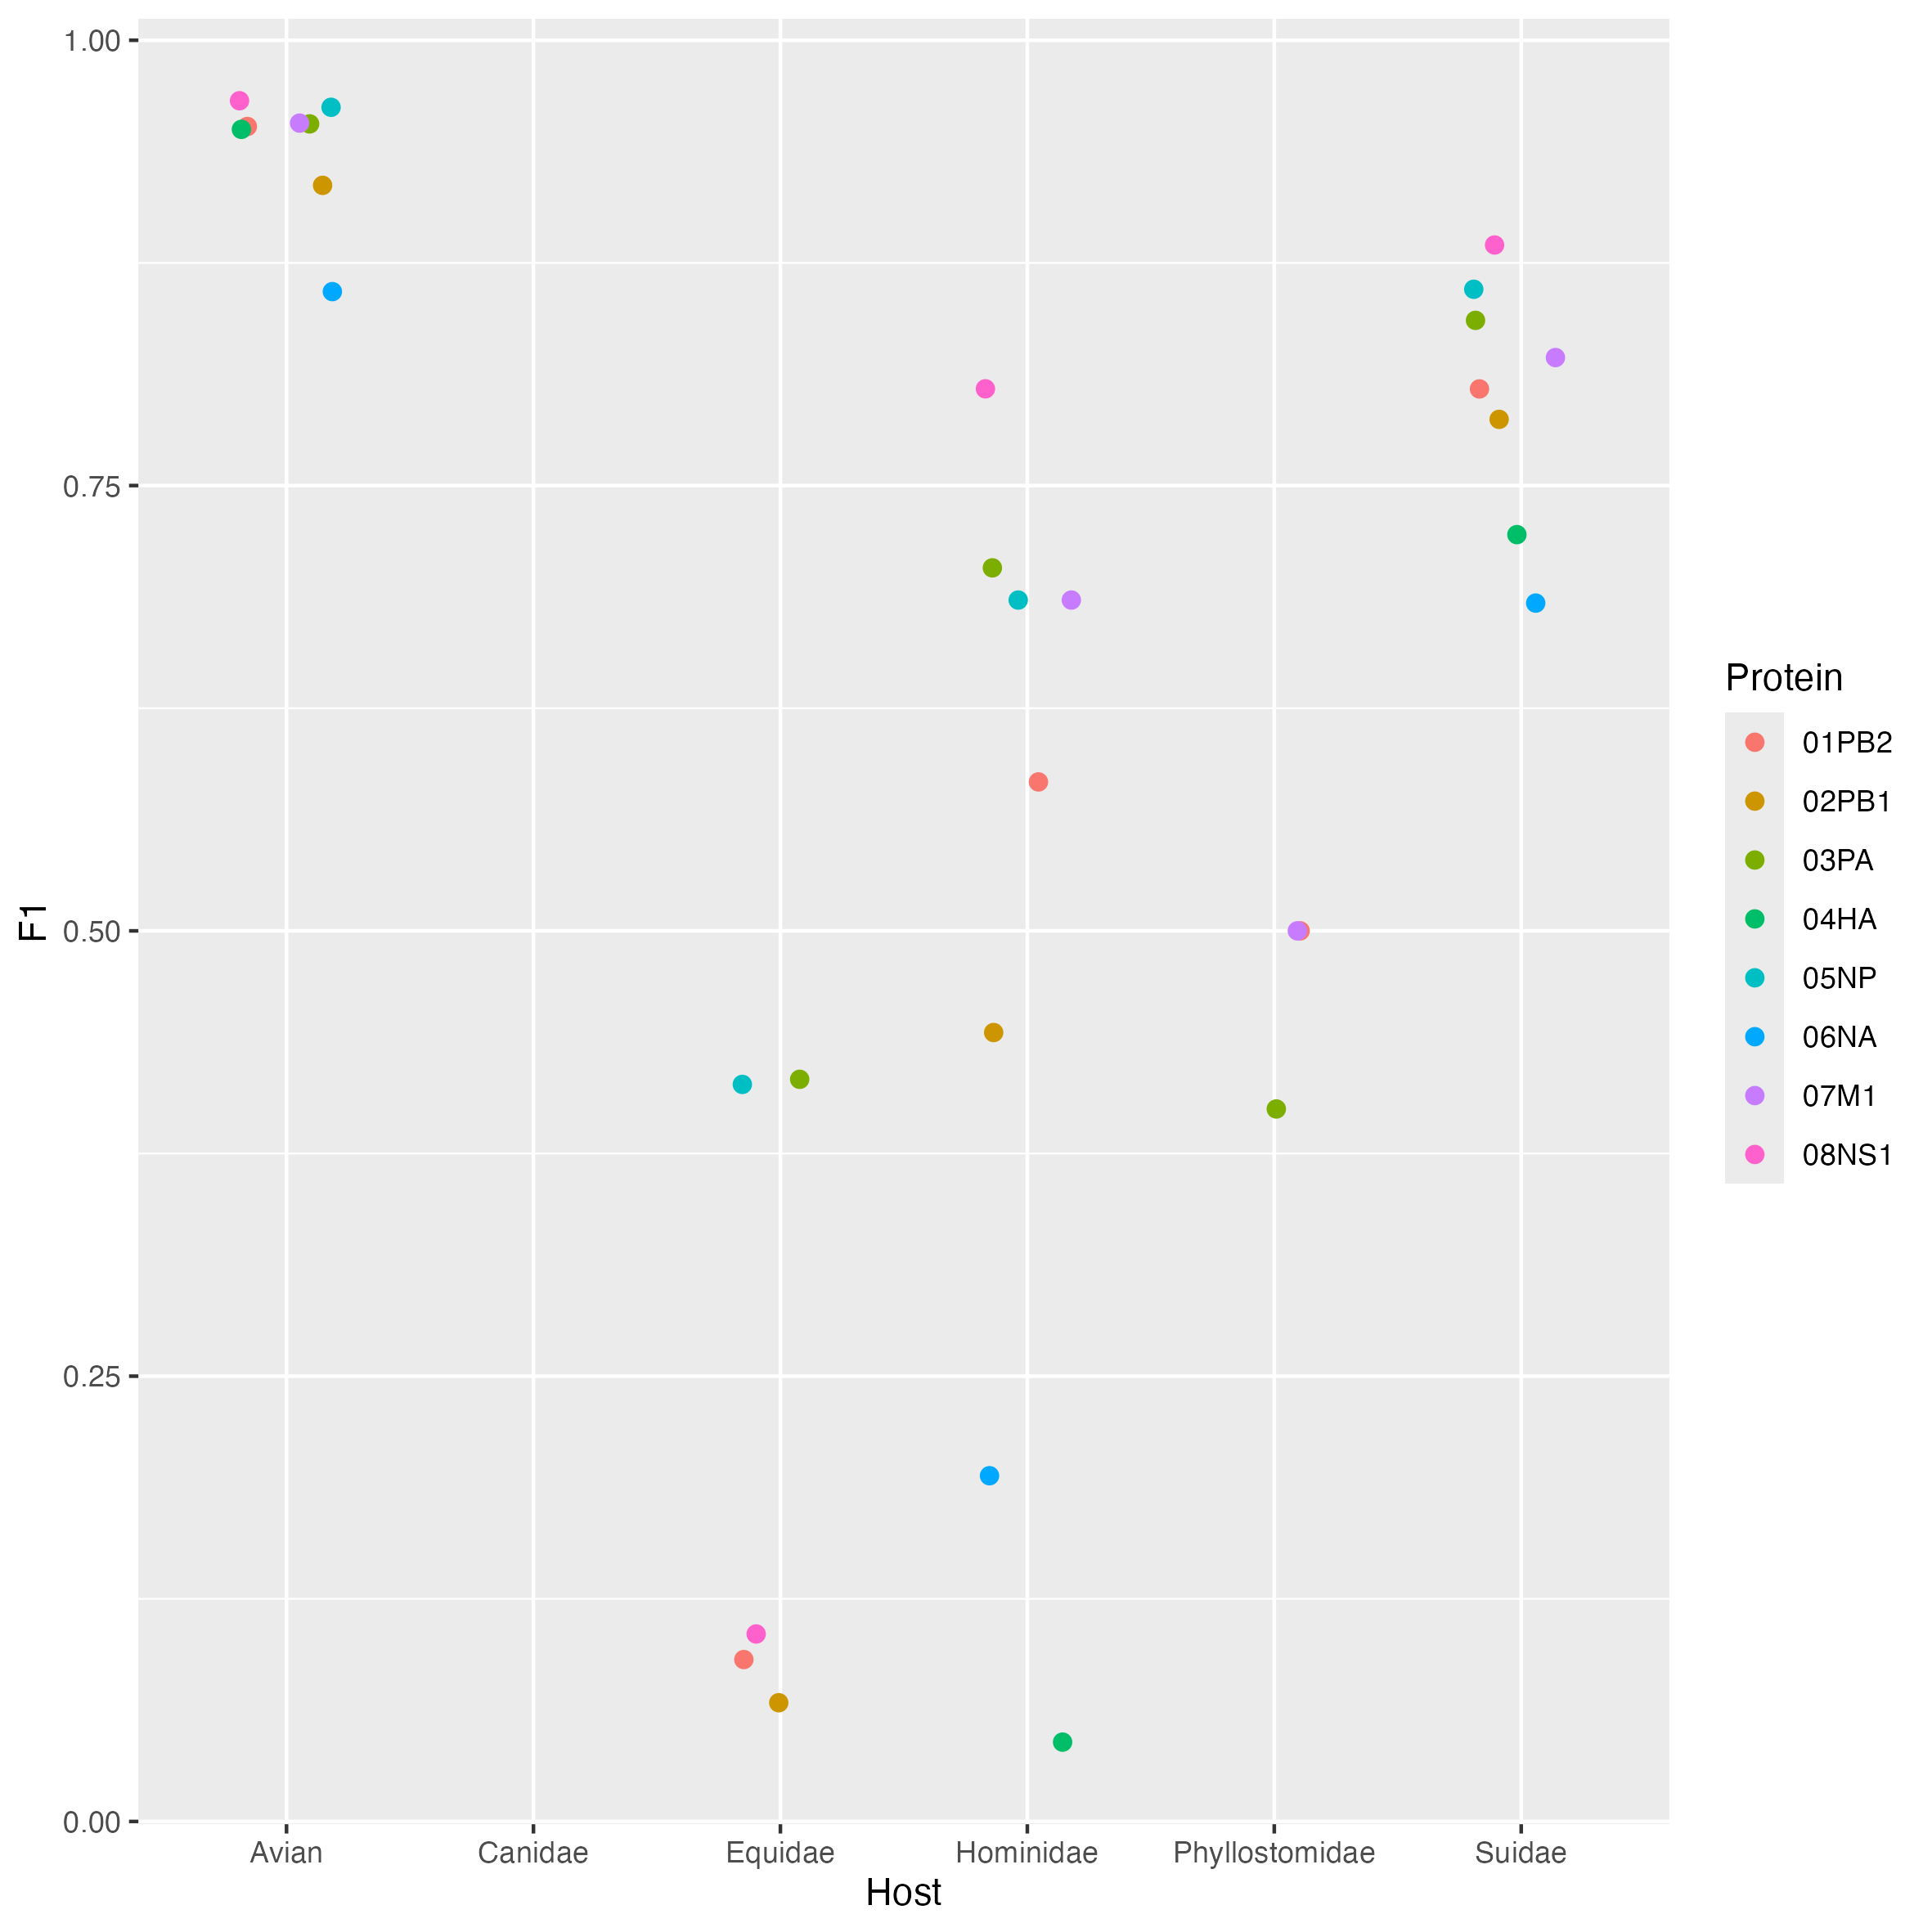 F1
1.00
0.75
0.50
0.25
0.00
Avian Canidae Equidae Hominidae Phyllostomidae Suidae
Host
Protein
01PB2
02PB1
03PA
04HA
05NP
06NA
07M1
08NS1